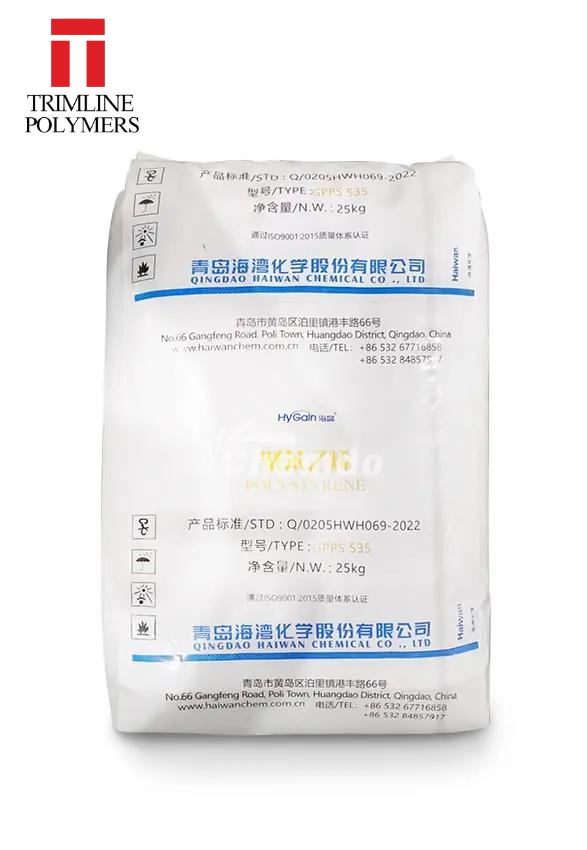 TRIMLINE
POLYMERS
产品标准/STD : Q/0205HWH069-2022
型号/TYPE : GPPS 535
净含量/N.W. : 25kg
通过ISO9001:2015质量体系认证
青岛海湾化学股份有限公司
QINGDAO HAIWAN CHEMICAL CO ., LTD
Haiwan
青岛市黄岛区泊里镇港丰路66号
No.66 Gangfeng Road, Poli Town, Huangdao District, Qingdao, China
www.haiwanchem.com.cn 电话/TEL: +86 532 67716858
+86 532 84857917
HyGain 海晶
聚苯乙烯
POLYSTYRENE
产品标准/STD : Q/0205HWH069-2022
型号/TYPE : GPPS 535
净含量/N.W. : 25kg
通过ISO9001:2015质量体系认证
青岛海湾化学股份有限公司
QINGDAO HAIWAN CHEMICAL CO ., LTD
Haiwan
青岛市黄岛区泊里镇港丰路66号
No.66 Gangfeng Road, Poli Town, Huangdao District, Qingdao, China
www.haiwanchem.com.cn 电话/TEL: +86 532 67716858
+86 532 84857917